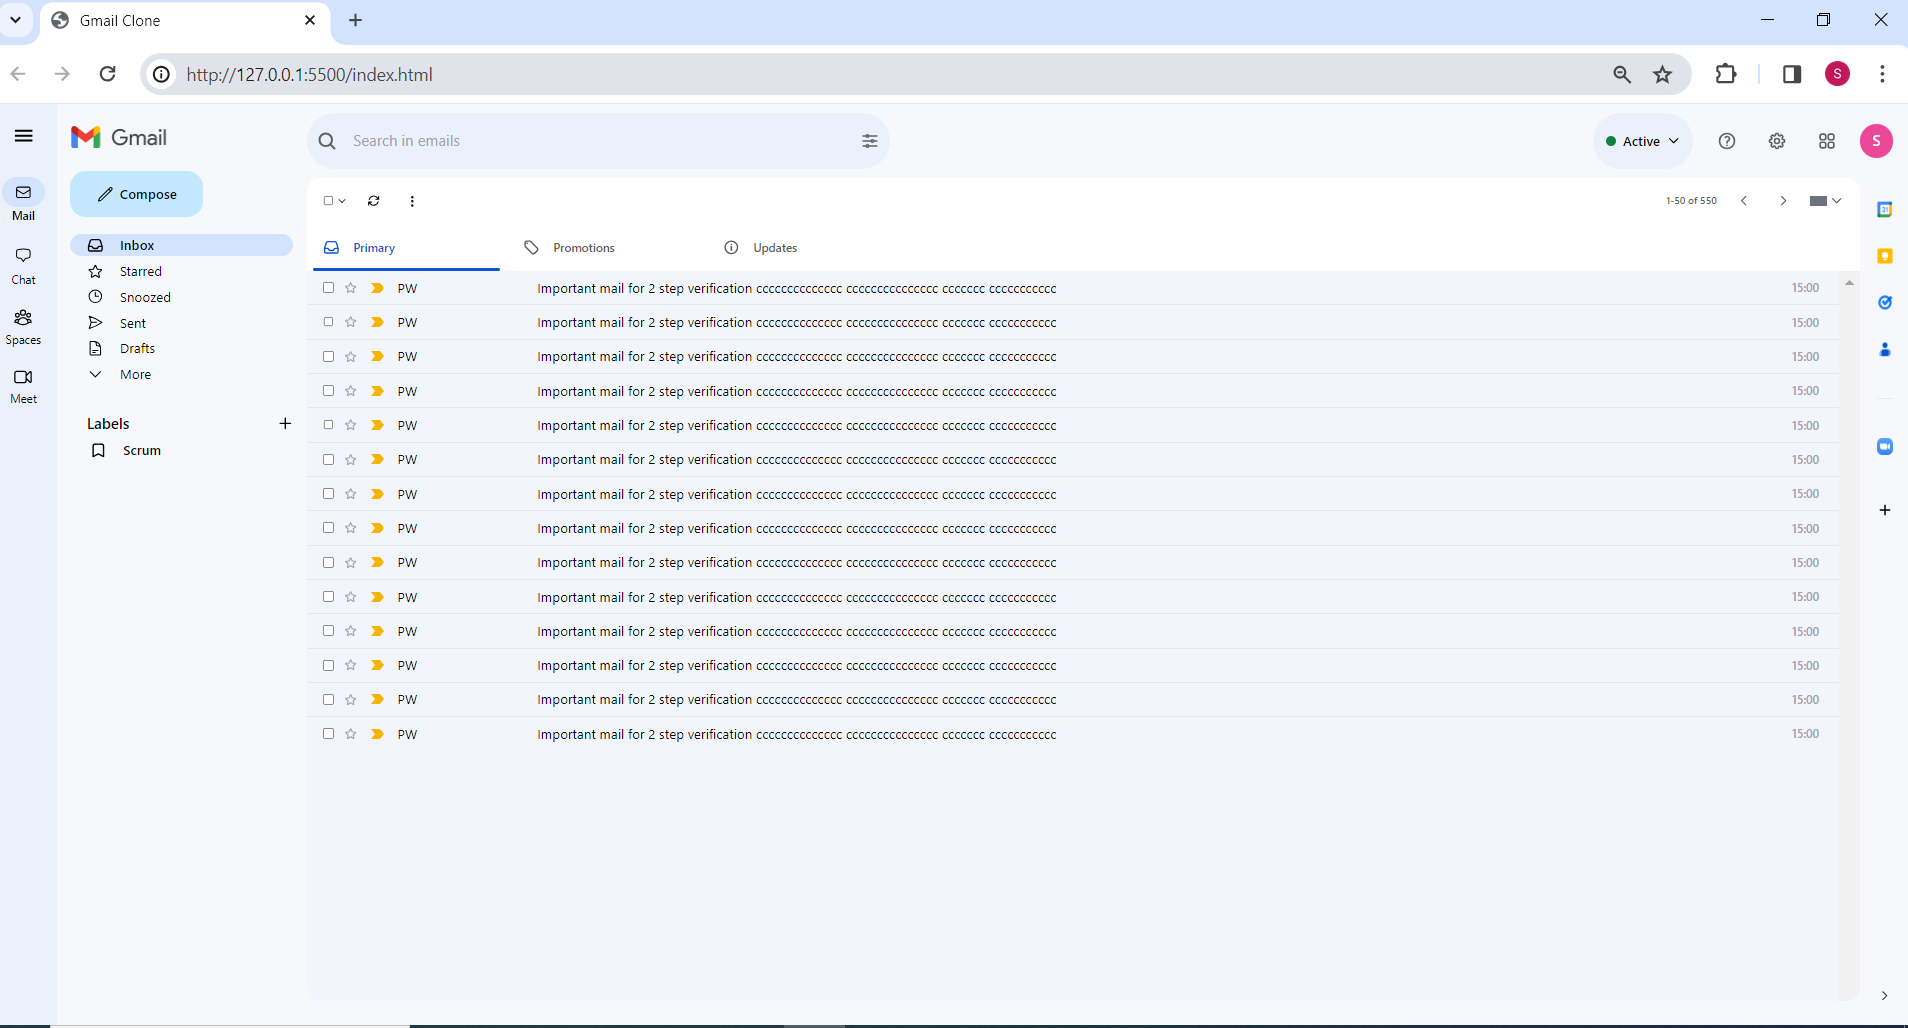 Gmail Clone
http://127.0.0.1:5500/index.html
S
Gmail
Search in emails
Active
S
Compose
Mail
Chat
Spaces
Meet
Inbox
Starred
Snoozed
Sent
Drafts
More
Labels
Scrum
1-50 of 550
Primary
Promotions
Updates
PW Important mail for 2 step verification cccccccccccccc ccccccccccccccc ccccccc ccccccccccc 15:00
PW Important mail for 2 step verification cccccccccccccc ccccccccccccccc ccccccc ccccccccccc 15:00
PW Important mail for 2 step verification cccccccccccccc ccccccccccccccc ccccccc ccccccccccc 15:00
PW Important mail for 2 step verification cccccccccccccc ccccccccccccccc ccccccc ccccccccccc 15:00
PW Important mail for 2 step verification cccccccccccccc ccccccccccccccc ccccccc ccccccccccc 15:00
PW Important mail for 2 step verification cccccccccccccc ccccccccccccccc ccccccc ccccccccccc 15:00
PW Important mail for 2 step verification cccccccccccccc ccccccccccccccc ccccccc ccccccccccc 15:00
PW Important mail for 2 step verification cccccccccccccc ccccccccccccccc ccccccc ccccccccccc 15:00
PW Important mail for 2 step verification cccccccccccccc ccccccccccccccc ccccccc ccccccccccc 15:00
PW Important mail for 2 step verification cccccccccccccc ccccccccccccccc ccccccc ccccccccccc 15:00
PW Important mail for 2 step verification cccccccccccccc ccccccccccccccc ccccccc ccccccccccc 15:00
PW Important mail for 2 step verification cccccccccccccc ccccccccccccccc ccccccc ccccccccccc 15:00
PW Important mail for 2 step verification cccccccccccccc ccccccccccccccc ccccccc ccccccccccc 15:00
PW Important mail for 2 step verification cccccccccccccc ccccccccccccccc ccccccc ccccccccccc 15:00
31